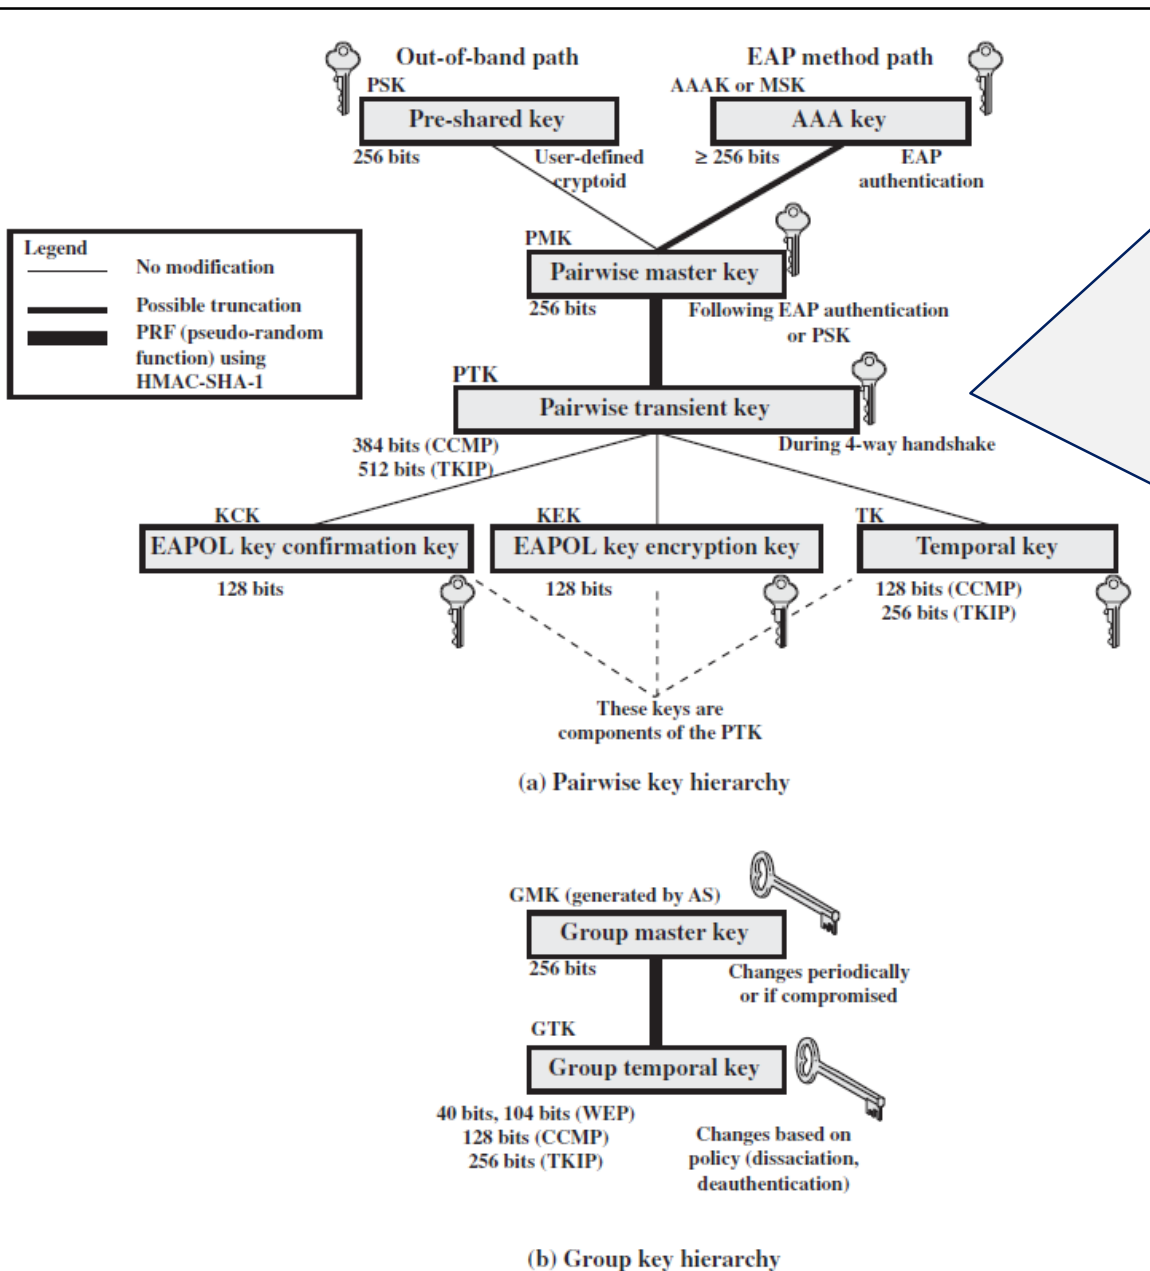 Out-of-band path
EAP method path
PSK
AAAK or MSK
Pre-shared key
AAA key
256 bits
User-defined
cryptoid
≥ 256 bits
EAP
authentication
Legend
No modification
Possible truncation
PRF (pseudo-random
function) using
HMAC-SHA-1
PMK
Pairwise master key
256 bits
Following EAP authentication
or PSK
PTK
Pairwise transient key
384 bits (CCMP)
512 bits (TKIP)
During 4-way handshake
KCK
KEK
TK
EAPOL key confirmation key
EAPOL key encryption key
Temporal key
128 bits
128 bits
128 bits (CCMP)
256 bits (TKIP)
These keys are
components of the PTK
(a) Pairwise key hierarchy
GMK (generated by AS)
Group master key
256 bits
Changes periodically
or if compromised
GTK
Group temporal key
40 bits, 104 bits (WEP)
128 bits (CCMP)
256 bits (TKIP)
Changes based on
policy (dissaciation,
deauthentication)
(b) Group key hierarchy